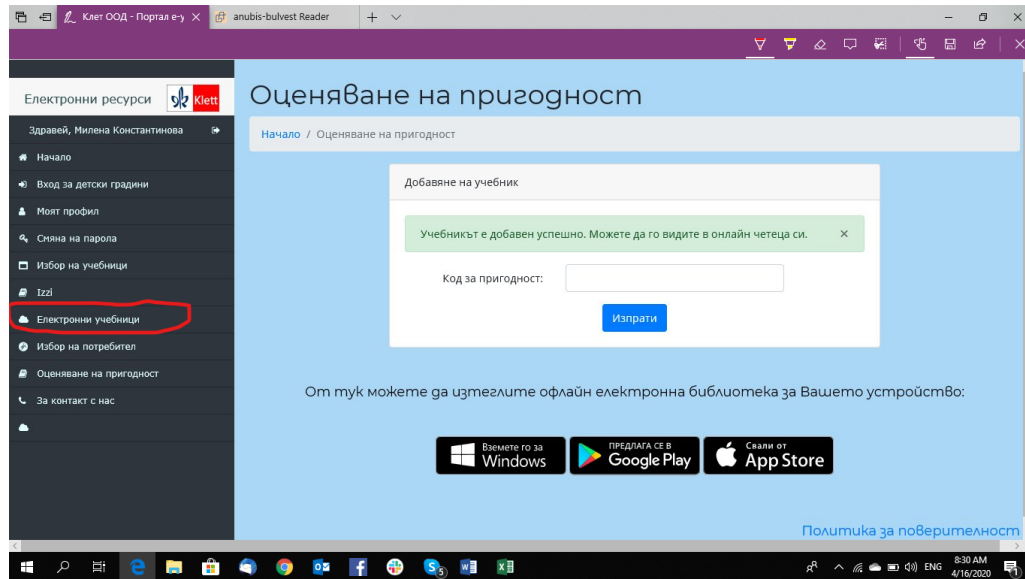 Клет ООД - Портал е-у
anubis-bulvest Reader
Електронни ресурси
Klett
Здравей, Милена Константинова
Начало
Вход за детски градини
Моят профил
Смяна на парола
Избор на учебници
Izzi
Електронни учебници
Избор на потребител
Оценяване на пригодност
За контакт с нас
Оценяване на пригодност
Начало / Оценяване на пригодност
Добавяне на учебник
Учебникът е добавен успешно. Можете да го видите в онлайн четеца си. ×
Код за пригодност:
Изпрати
От тук можете да изтеглите офлайн електронна библиотека за Вашето устройство:
Вземете го за
Windows
ПРЕДЛАГА СЕ В
Google Play
Свали от
App Store
Политика за поверителност
ENG
8:30 AM
4/16/2020